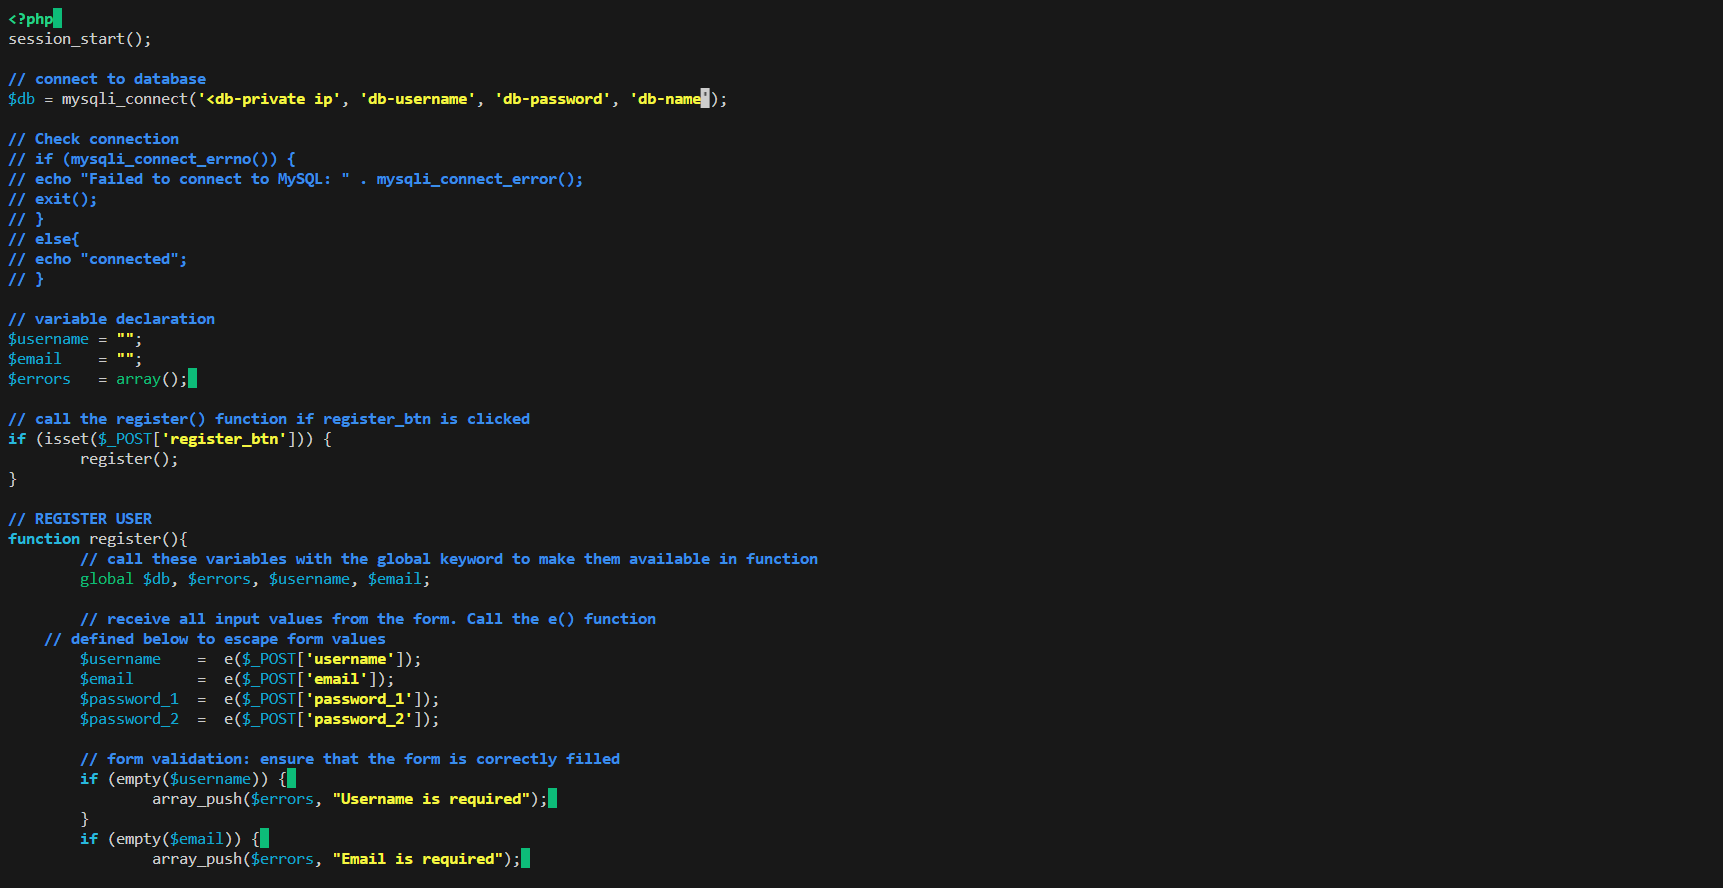 <?php
session_start();

// connect to database
$db = mysqli_connect('<db-private ip', 'db-username', 'db-password', 'db-name');

// Check connection
// if (mysqli_connect_errno()) {
// echo "Failed to connect to MySQL: " . mysqli_connect_error();
// exit();
// }
// else{
// echo "connected";
// }

// variable declaration
$username = "";
$email    = "";
$errors   = array();

// call the register() function if register_btn is clicked
if (isset($_POST['register_btn'])) {
        register();
}

// REGISTER USER
function register(){
        // call these variables with the global keyword to make them available in function
        global $db, $errors, $username, $email;

        // receive all input values from the form. Call the e() function
    // defined below to escape form values
        $username    =  e($_POST['username']);
        $email       =  e($_POST['email']);
        $password_1  =  e($_POST['password_1']);
        $password_2  =  e($_POST['password_2']);

        // form validation: ensure that the form is correctly filled
        if (empty($username)) {
                array_push($errors, "Username is required");
        }
        if (empty($email)) {
                array_push($errors, "Email is required");